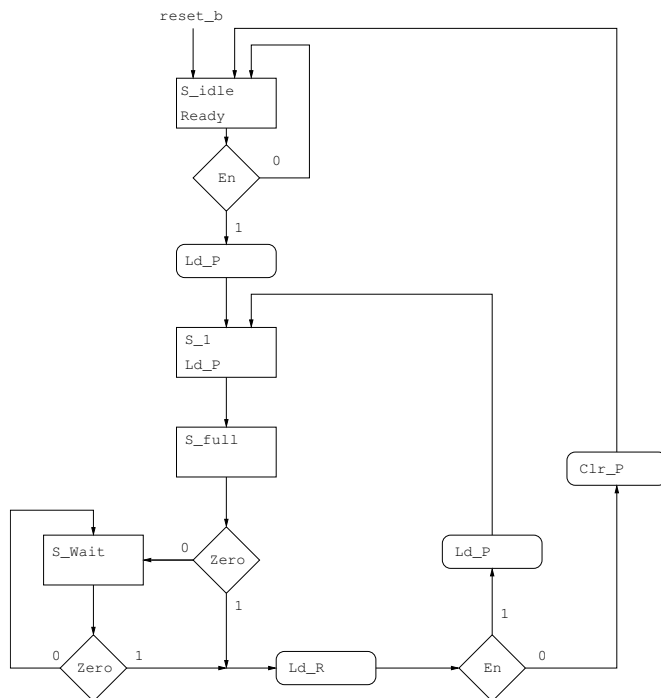 reset_b
S_idle
Ready
0
En
1
Ld_P
S_1
Ld_P
S_full
Clr_P
0
S_Wait
Zero
Ld_P
1
1
0
Zero
1
Ld_R
En
0